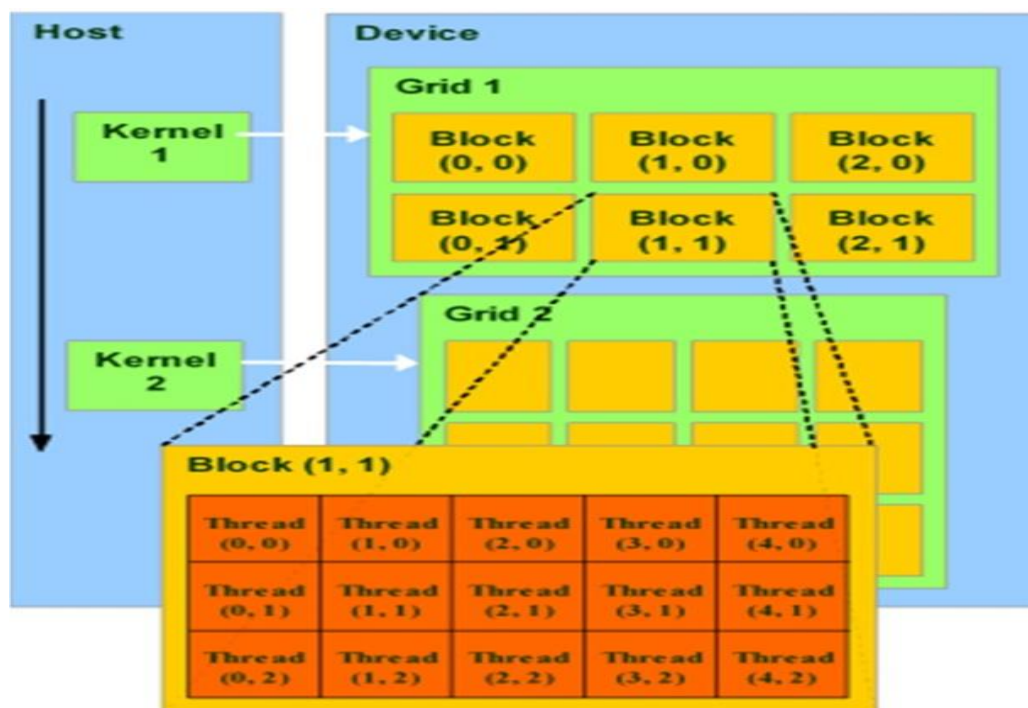 Host
Device
Grid 1
Kernel
1
Block
(0, 0)
Block
(1, 0)
Block
(2, 0)
Block
(0, 1)
Block
(1, 1)
Block
(2, 1)
Grid 2
Kernel
2
Block (1, 1)
Thread
(0, 0)
Thread
(1, 0)
Thread
(2, 0)
Thread
(3, 0)
Thread
(4, 0)
Thread
(0, 1)
Thread
(1, 1)
Thread
(2, 1)
Thread
(3, 1)
Thread
(4, 1)
Thread
(0, 2)
Thread
(1, 2)
Thread
(2, 2)
Thread
(3, 2)
Thread
(4, 2)